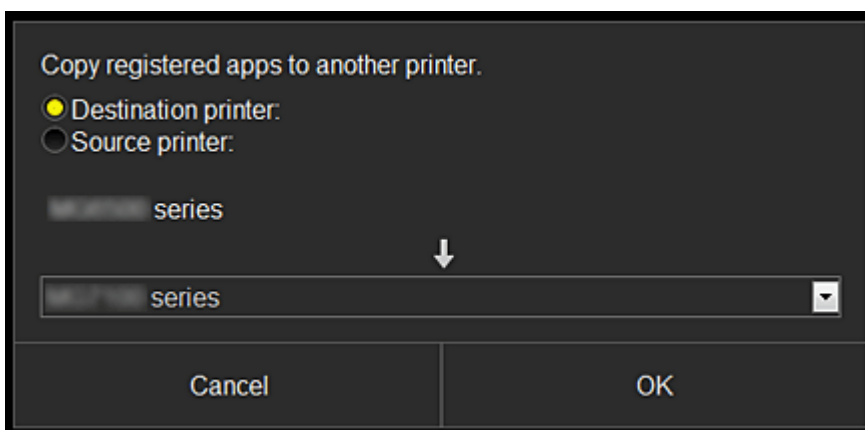 Copy registered apps to another printer.
Destination printer:
Source printer:
series
series
Cancel
OK